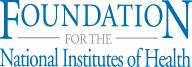 FOUNDATION
FOR THE
National Institutes of Health